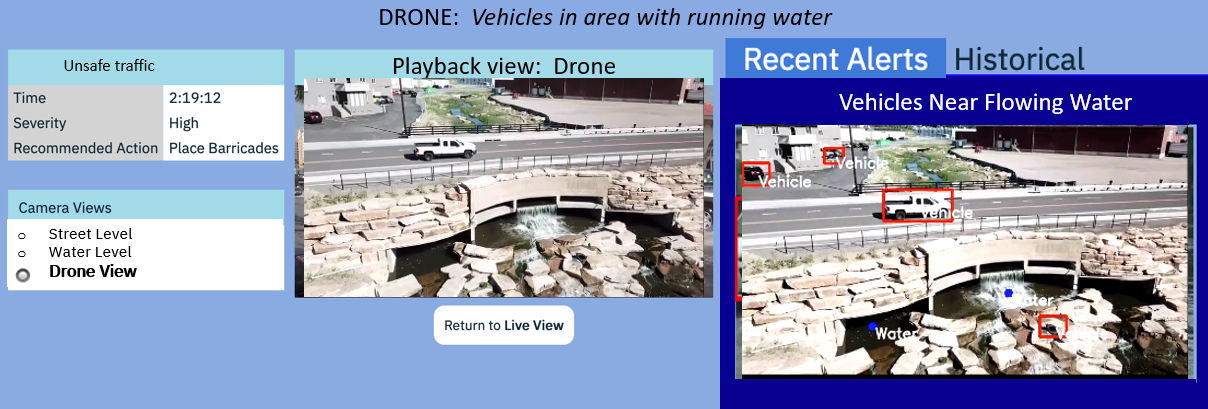 DRONE: Vehicles in area with running water
Unsafe traffic
Time 2:19:12
Severity High
Recommended Action Place Barricades
Camera Views
Street Level
Water Level
Drone View
Playback view: Drone
Return to Live View
Recent Alerts Historical
Vehicles Near Flowing Water
Vehicle
Vehicle
Vehicle
Water
Water